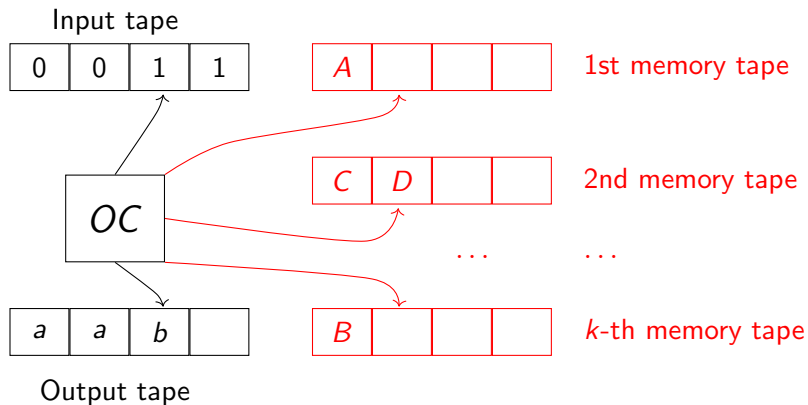 Input tape
0 0 1 1
A
1st memory tape
C D
2nd memory tape
OC
... ...
a a b
B
k-th memory tape
Output tape